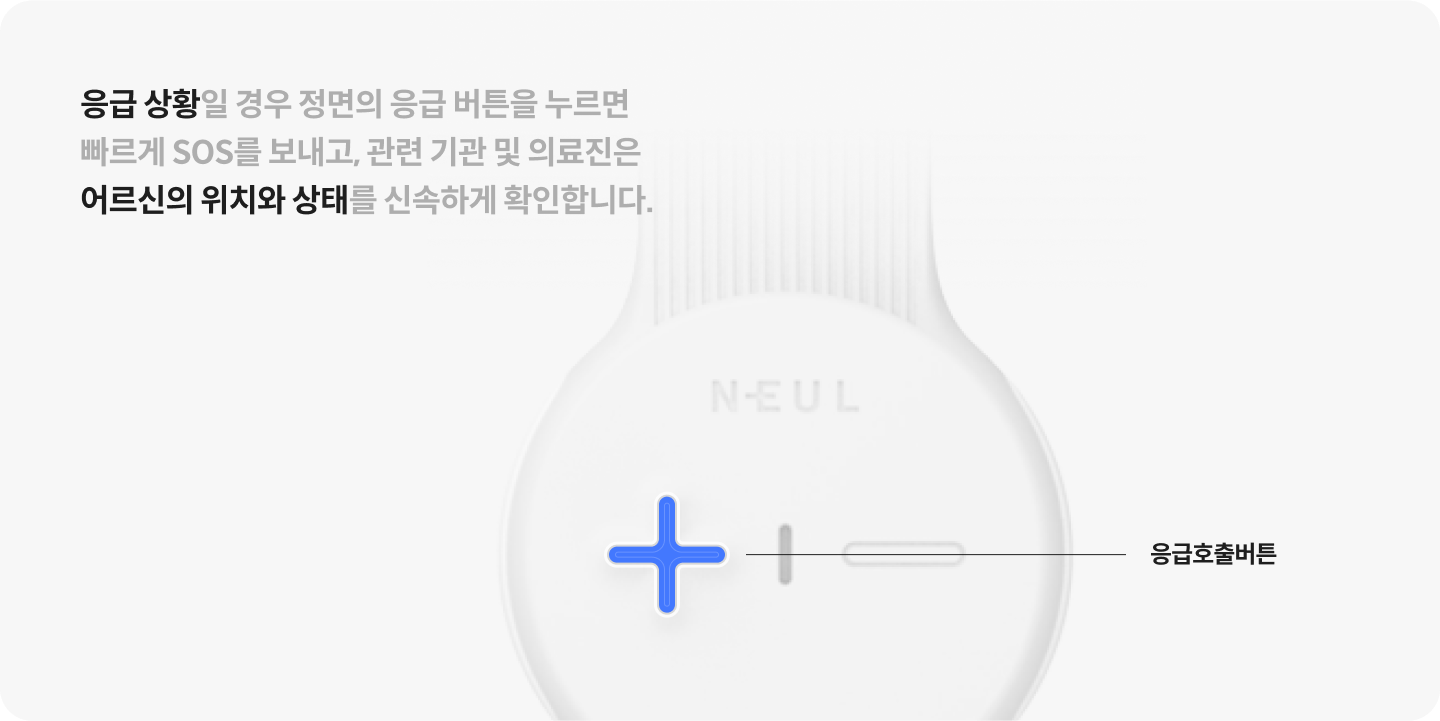 응급 상황일 경우 정면의 응급 버튼을 누르면
빠르게 SOS를 보내고, 관련 기관 및 의료진은
어르신의 위치와 상태를 신속하게 확인합니다.
NEUL
응급호출버튼